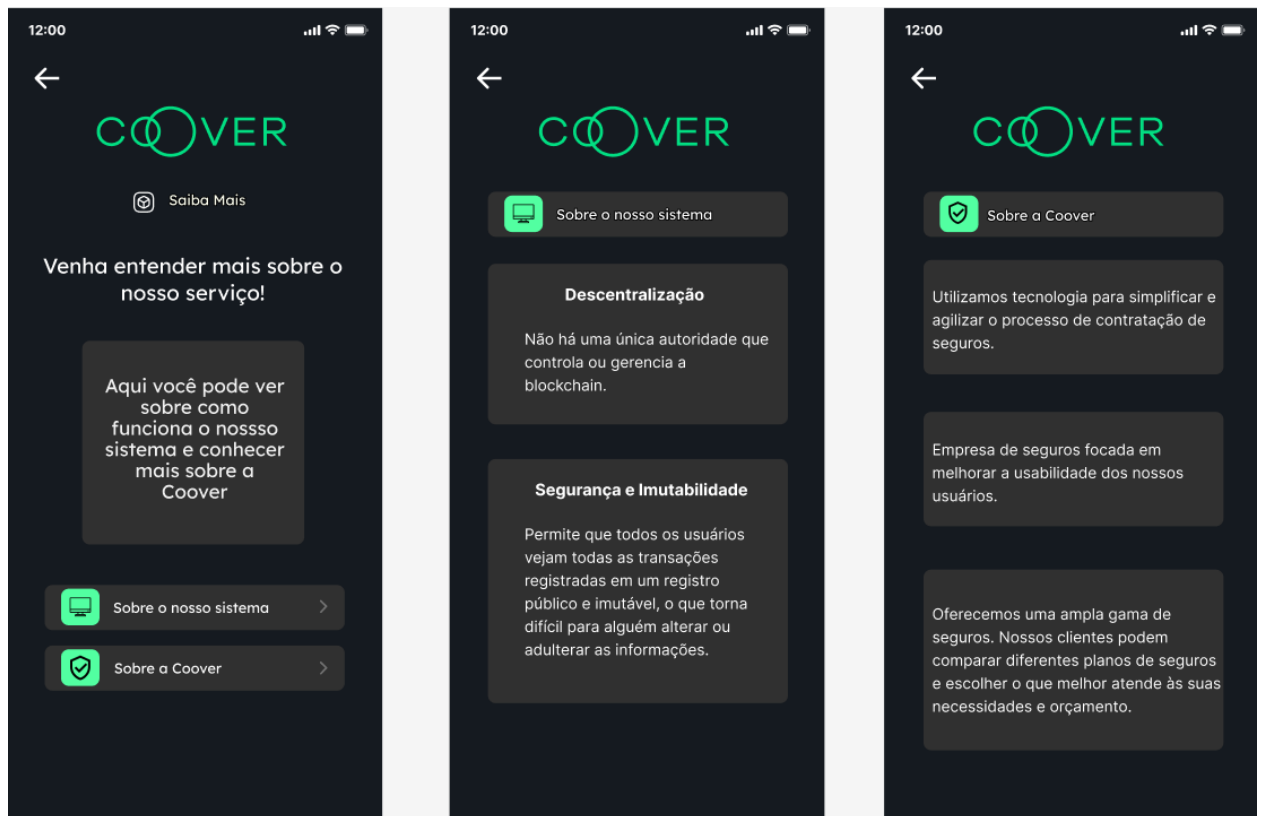 12:00
COOVER
Saiba Mais
Venha entender mais sobre o
nosso serviço!
Aqui você pode ver
sobre como
funciona o nossso
sistema e conhecer
mais sobre a
Coover
Sobre o nosso sistema
Sobre a Coover
12:00
COOVER
Sobre o nosso sistema
Descentralização
Não há uma única autoridade que
controla ou gerencia a
blockchain.
Segurança e Imutabilidade
Permite que todos os usuários
vejam todas as transações
registradas em um registro
público e imutável, o que torna
difícil para alguém alterar ou
adulterar as informações.
12:00
COOVER
Sobre a Coover
Utilizamos tecnologia para simplificar e
agilizar o processo de contratação de
seguros.
Empresa de seguros focada em
melhorar a usabilidade dos nossos
usuários.
Oferecemos uma ampla gama de
seguros. Nossos clientes podem
comparar diferentes planos de seguros
e escolher o que melhor atende às suas
necessidades e orçamento.